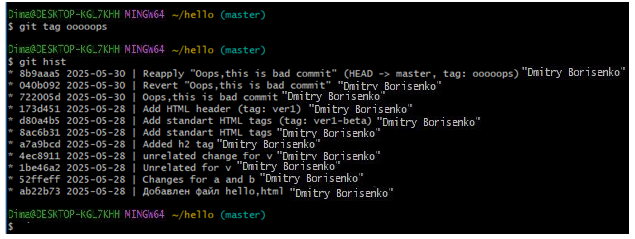 Dima@DESKTOP-KGL7KHH MINGW64 ~/hello (master)
$ git tag ooooops
Dima@DESKTOP-KGL7KHH MINGW64 ~/hello (master)
$ git hist
* 8b9aaa5 2025-05-30 | Reapply "Oops,this is bad commit" (HEAD -> master, tag: ooooops) "Dmitry Borisenko"
* 040b092 2025-05-30 | Revert "Oops,this is bad commit" "Dmitry Borisenko"
* 722005d 2025-05-30 | Oops,this is bad commit "Dmitry Borisenko"
* 173d451 2025-05-28 | Add HTML header (tag: ver1) "Dmitry Borisenko"
* d80a4b5 2025-05-28 | Add standart HTML tags (tag: ver1-beta) "Dmitry Borisenko"
* 8ac6b31 2025-05-28 | Add standart HTML tags "Dmitry Borisenko"
* a7a9bcd 2025-05-28 | Added h2 tag "Dmitry Borisenko"
* 4ec8911 2025-05-28 | unrelated change for v "Dmitry Borisenko"
* 1be46a2 2025-05-28 | Unrelated for v "Dmitry Borisenko"
* 52ffeff 2025-05-28 | Changes for a and b "Dmitry Borisenko"
* ab22b73 2025-05-28 | Добавлен файл hello,html "Dmitry Borisenko"
Dima@DESKTOP-KGL7KHH MINGW64 ~/hello (master)
$